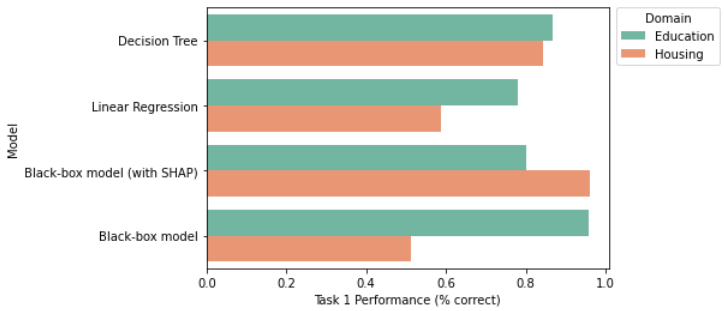 Domain
Education
Housing
Decision Tree
Linear Regression
Black-box model (with SHAP)
Black-box model
Model
0.0 0.2 0.4 0.6 0.8 1.0
Task 1 Performance (% correct)